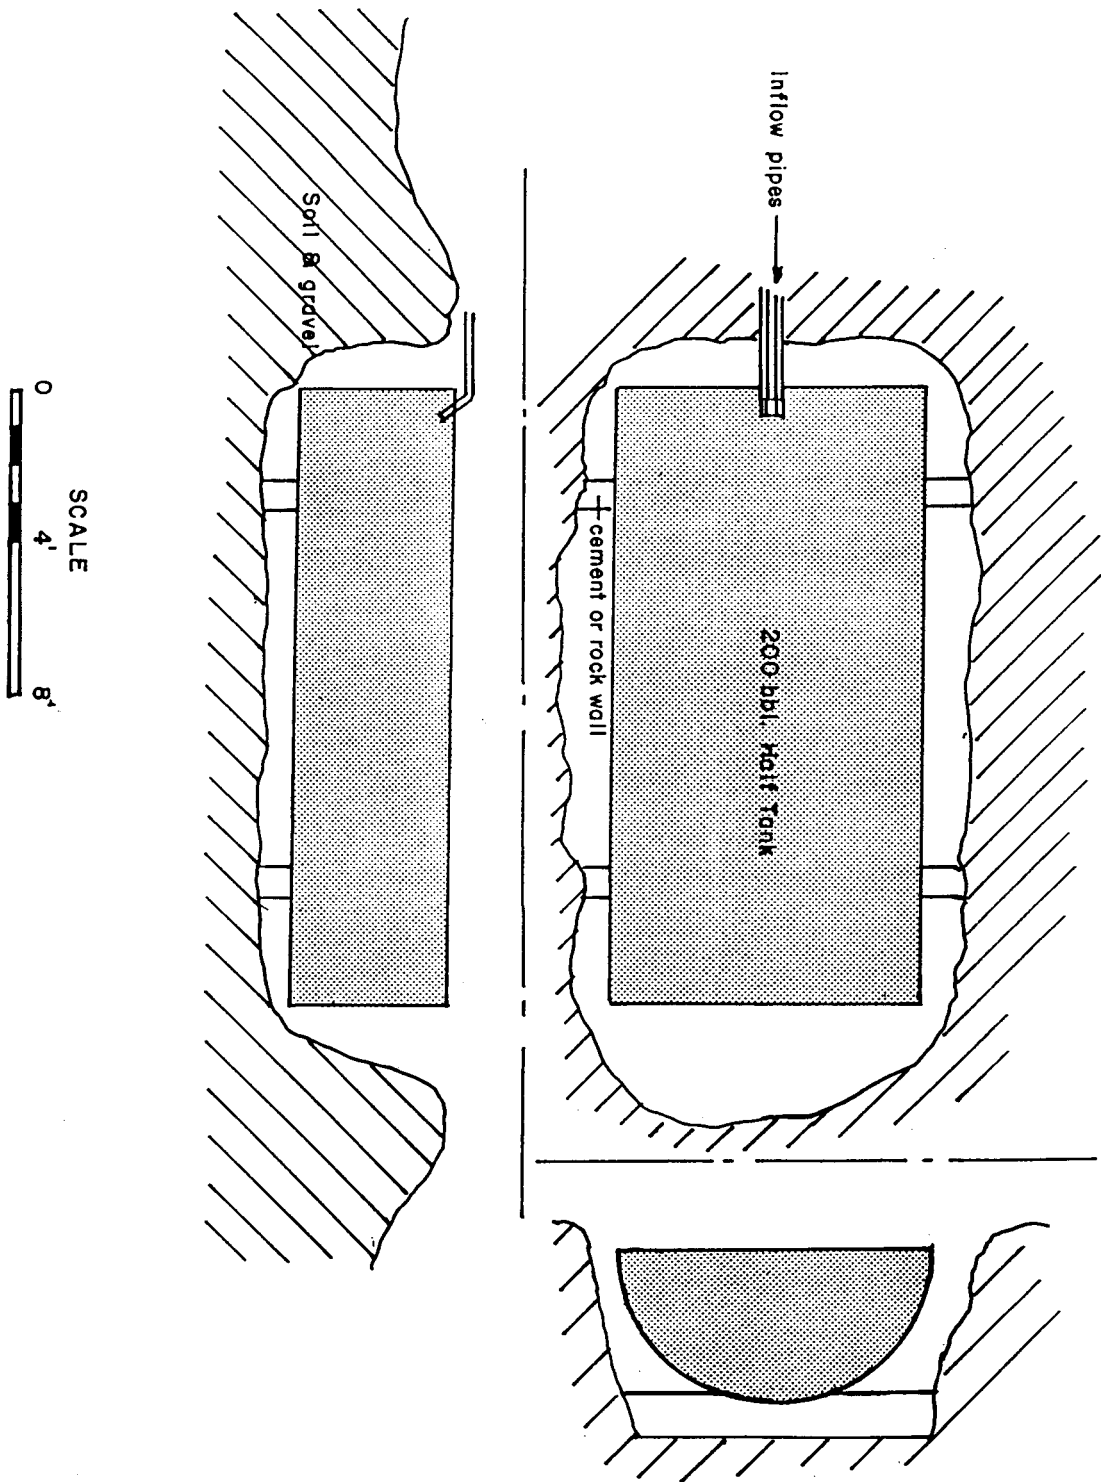 Inflow pipes
200 bbl. Half Tank
cement or rock wall
Soil & gravel
SCALE
0 4' 8'